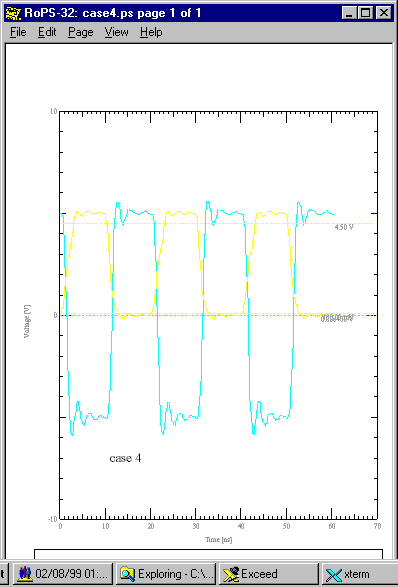 RoPS-32: case4.ps page 1 of 1
File Edit Page View Help
10
4.50 V
0
Voltage [V]
case 4
-10
0 10 20 30 40 50 60 70
Time [ns]
02/08/99 01:... Exploring - C:\... Exceed xterm